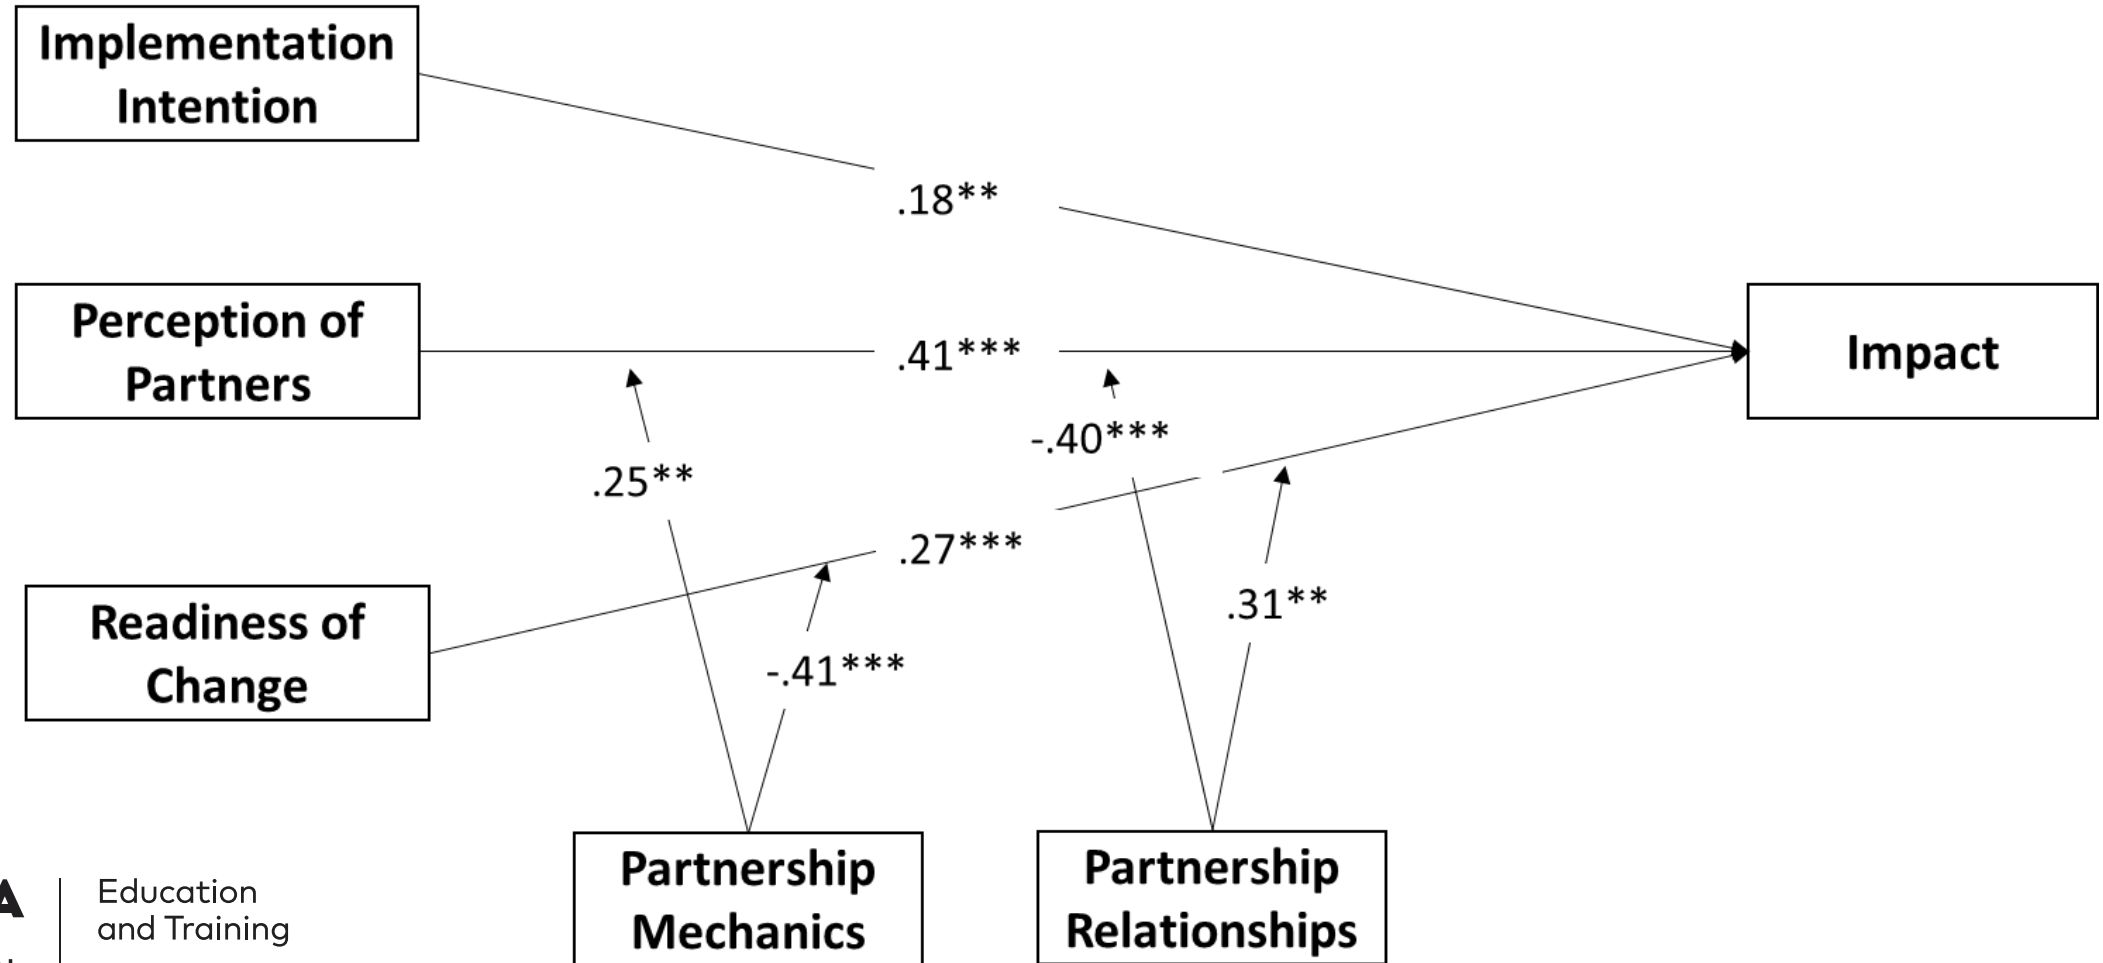 Implementation
Intention
.18**
Perception of
Partners
.41***
Impact
-.40***
.25**
.27***
Readiness of
Change
.31**
-.41***
Partnership
Mechanics
Partnership
Relationships
Education
and Training